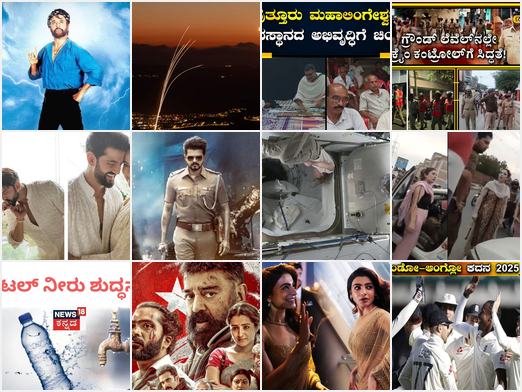 ುತ್ತೂರು ಮಹಾಲಿಂಗೇಶ್ವ
ಸ್ಥಾನದ ಅಭಿವೃದ್ಧಿಗೆ ಚಿಂ
ಗ್ರೌಂಡ್ ಲೆವೆಲ್‌ನಲ್ಲೇ
ಕ್ರೈಂ ಕಂಟ್ರೋಲ್‌ಗೆ ಸಿದ್ಧತೆ!
ಟಲ್ ನೀರು ಶುದ್ಧ
NEWS 18
ಕನ್ನಡ
ಂಡೋ-ಆಂಗ್ಲೋ ಕದನ 2025